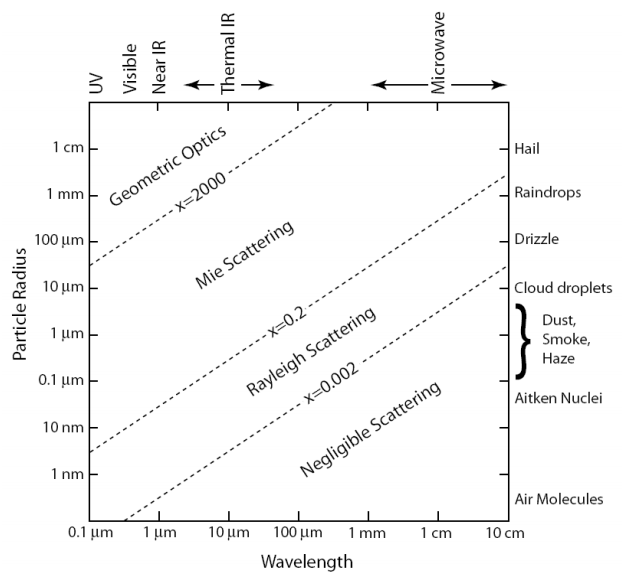 UV
Visible
Near IR
Thermal IR
Microwave
Geometric Optics
x=2000
Mie Scattering
x=0.2
Rayleigh Scattering
x=0.002
Negligible Scattering
Particle Radius
1 cm
1 mm
100 µm
10 µm
1 µm
0.1 µm
10 nm
1 nm
Hail
Raindrops
Drizzle
Cloud droplets
Dust,
Smoke,
Haze
Aitken Nuclei
Air Molecules
0.1 µm
1 µm
10 µm
100 µm
1 mm
1 cm
10 cm
Wavelength